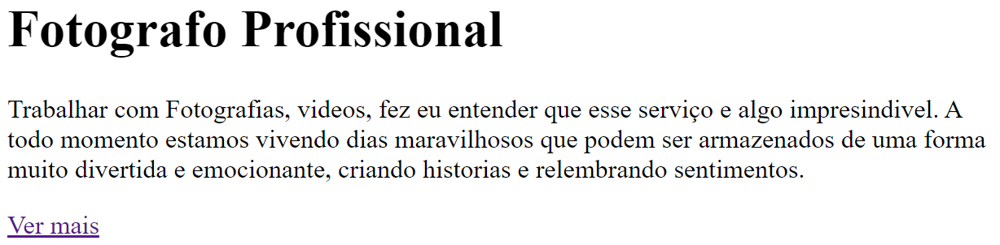 Fotografo Profissional
Trabalhar com Fotografias, videos, fez eu entender que esse serviço e algo impresindivel. A
todo momento estamos vivendo dias maravilhosos que podem ser armazenados de uma forma
muito divertida e emocionante, criando historias e relembrando sentimentos.
Ver mais